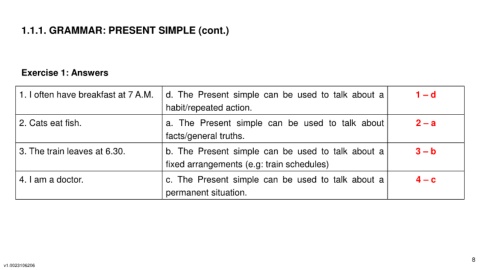 1.1.1. GRAMMAR: PRESENT SIMPLE (cont.)
Exercise 1: Answers
1. I often have breakfast at 7 A.M. d. The Present simple can be used to talk about a 1 – d
habit/repeated action.
2. Cats eat fish. a. The Present simple can be used to talk about 2 – a
facts/general truths.
3. The train leaves at 6.30. b. The Present simple can be used to talk about a 3 – b
fixed arrangements (e.g: train schedules)
4. I am a doctor. c. The Present simple can be used to talk about a 4 – c
permanent situation.
8